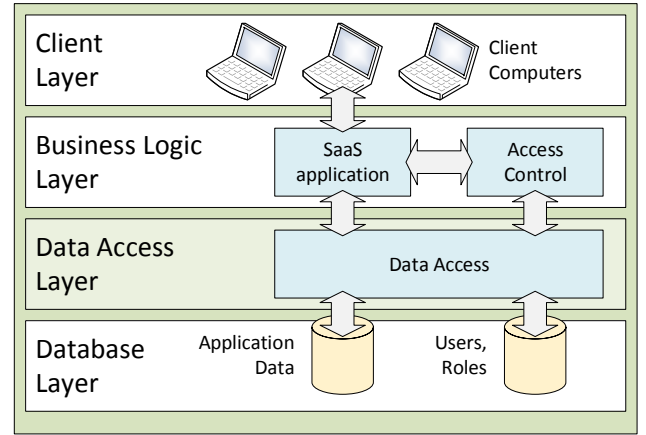 Client
Layer
Client
Computers
Business Logic
Layer
SaaS
application
Access
Control
Data Access
Layer
Data Access
Database
Layer
Application
Data
Users,
Roles